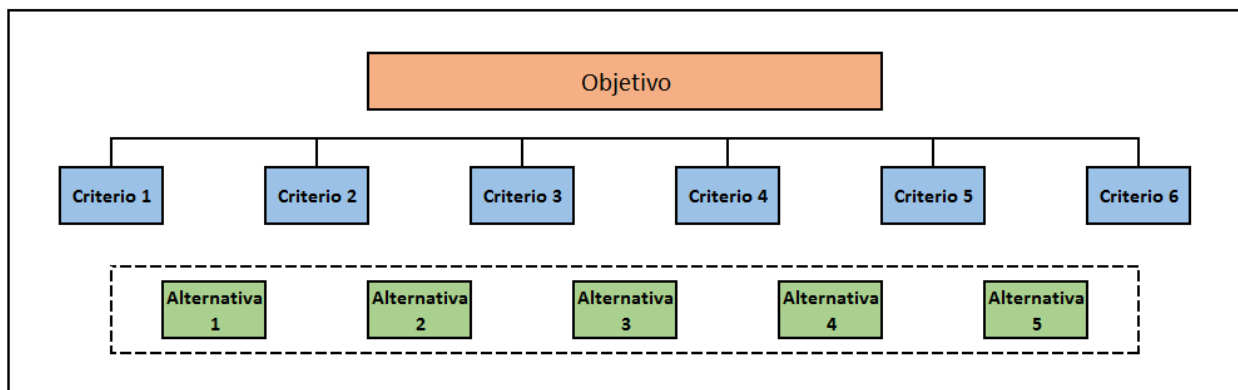 Objetivo
Criterio 1
Criterio 2
Criterio 3
Criterio 4
Criterio 5
Criterio 6
Alternativa
1
Alternativa
2
Alternativa
3
Alternativa
4
Alternativa
5